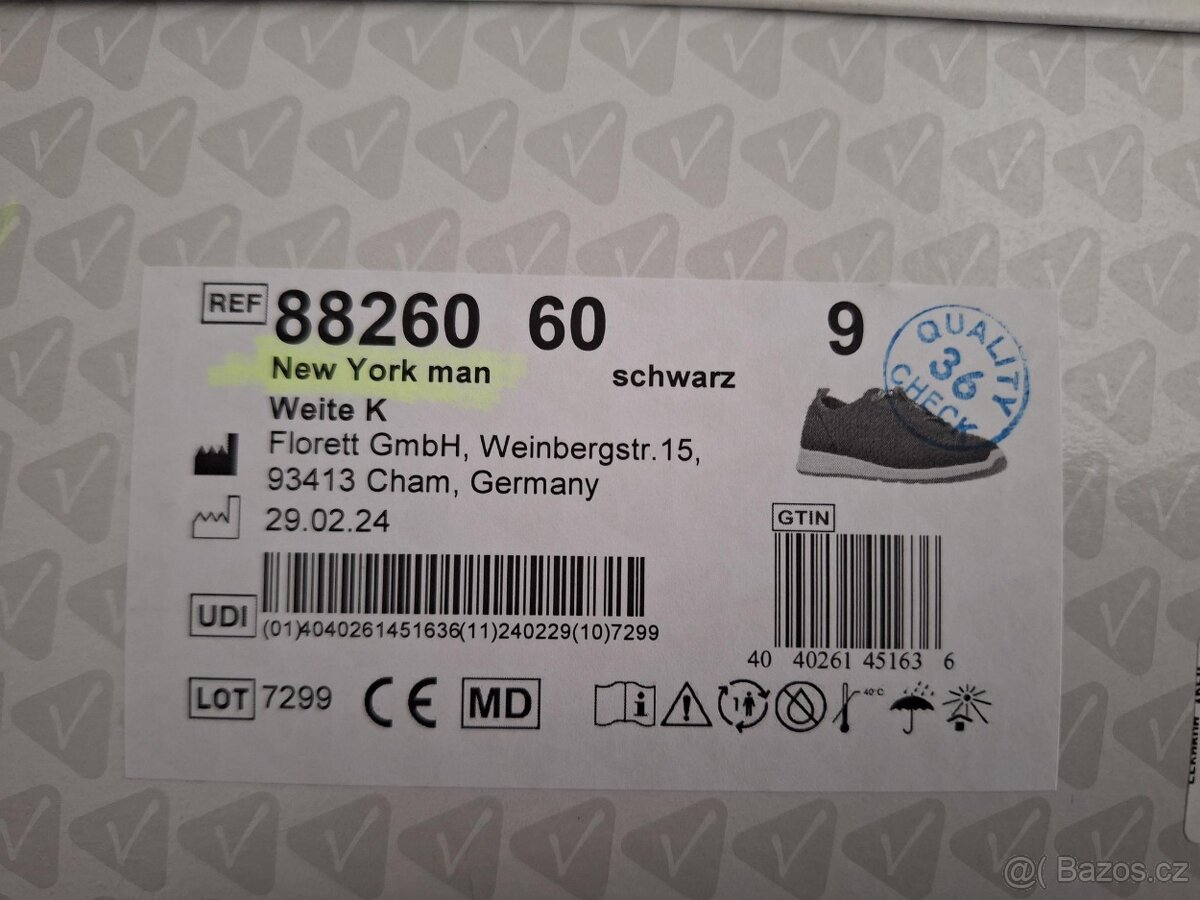 REF 88260 60 9
New York man schwarz
Weite K
Florett GmbH, Weinbergstr.15,
93413 Cham, Germany
29.02.24
QUALITY
36
CHECK
GTIN
UDI
(01)4040261451636(11)240229(10)7299
40 40261 45163 6
LOT 7299 CE MD
i
40°C
@( Bazos.cz